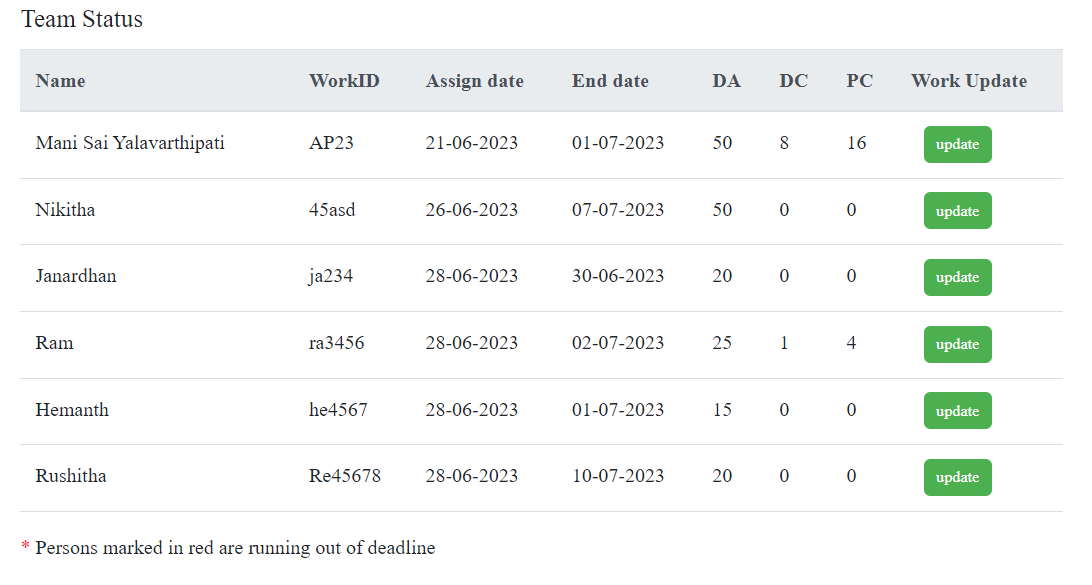 Team Status
Name WorkID Assign date End date DA DC PC Work Update
Mani Sai Yalavarthipati AP23 21-06-2023 01-07-2023 50 8 16 update
Nikitha 45asd 26-06-2023 07-07-2023 50 0 0 update
Janardhan ja234 28-06-2023 30-06-2023 20 0 0 update
Ram ra3456 28-06-2023 02-07-2023 25 1 4 update
Hemanth he4567 28-06-2023 01-07-2023 15 0 0 update
Rushitha Re45678 28-06-2023 10-07-2023 20 0 0 update
* Persons marked in red are running out of deadline